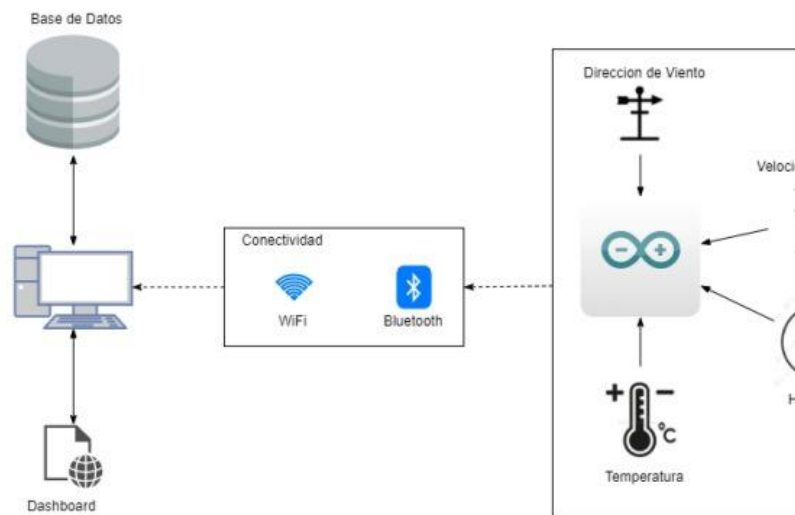 Base de Datos
Direccion de Viento
Conectividad
WiFi
Bluetooth
°C
Temperatura
Dashboard